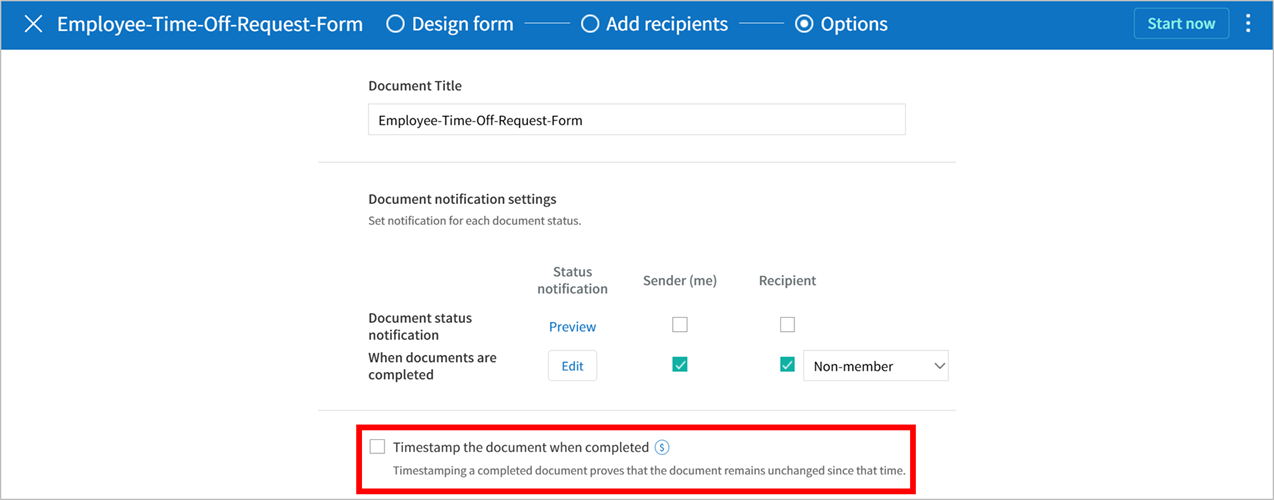 Employee-Time-Off-Request-Form Design form Add recipients Options Start now
Document Title
Employee-Time-Off-Request-Form
Document notification settings
Set notification for each document status.
Status
notification
Sender (me)
Recipient
Document status
notification
Preview
When documents are
completed
Edit
Non-member
Timestamp the document when completed $
Timestamping a completed document proves that the document remains unchanged since that time.